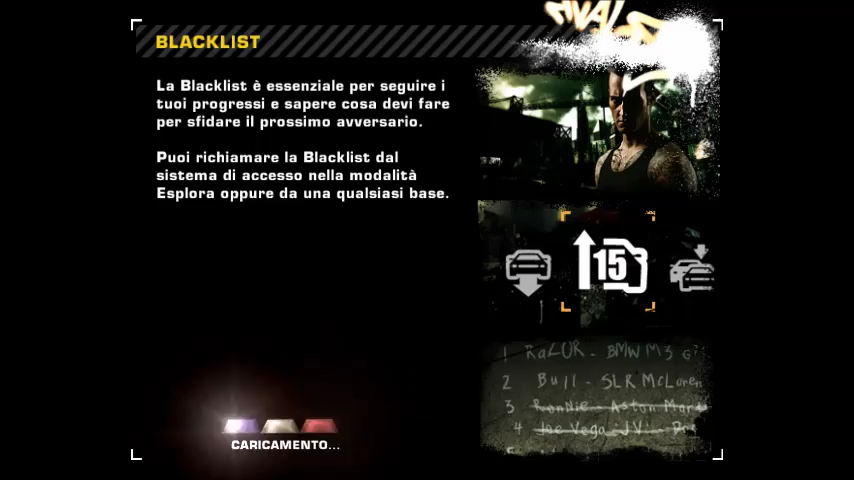 BLACKLIST
La Blacklist è essenziale per seguire i
tuoi progressi e sapere cosa devi fare
per sfidare il prossimo avversario.
Puoi richiamare la Blacklist dal
sistema di accesso nella modalità
Esplora oppure da una qualsiasi base.
15
1 RaZOR - BMW M3 G
2 Bull - SLR McLaren
3 RonNie - Aston Mar
4 Joe Vega - JV -
CARICAMENTO...